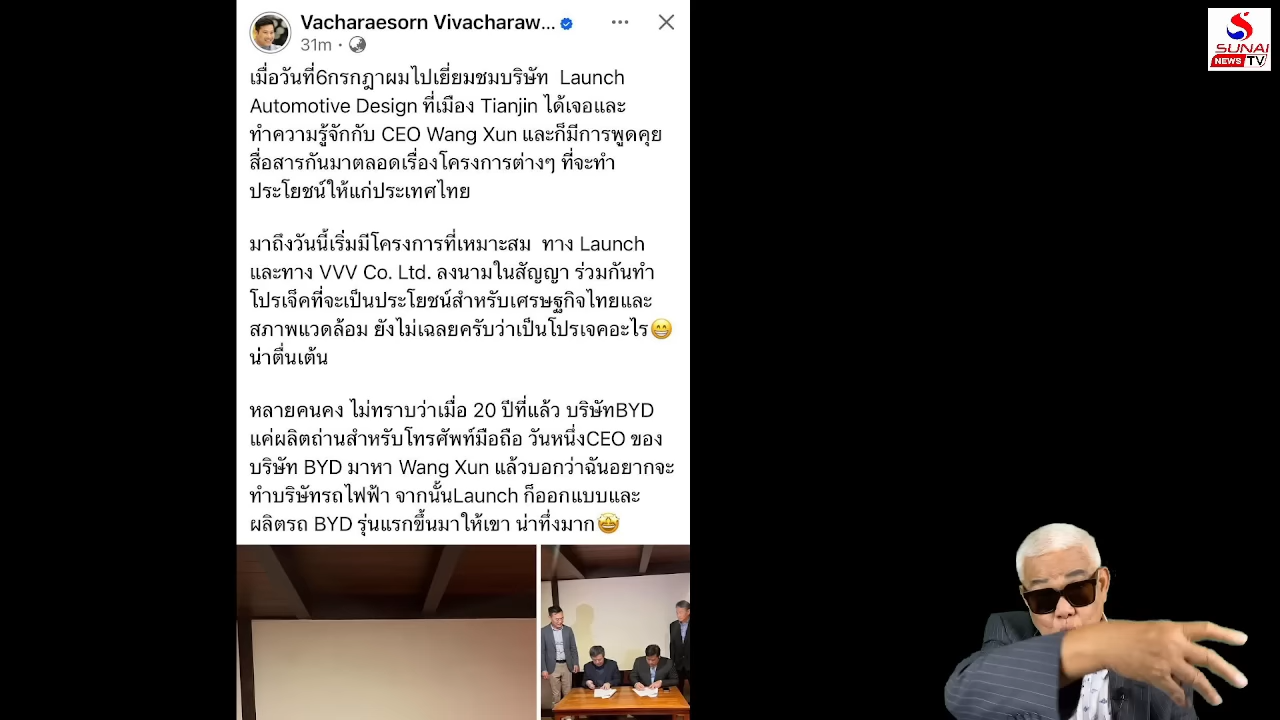 Vacharaesorn Vivacharaw...
31m ·
เมื่อวันที่6กรกฎาผมไปเยี่ยมชมบริษัท Launch
Automotive Design ที่เมือง Tianjin ได้เจอและ
ทำความรู้จักกับ CEO Wang Xun และก็มีการพูดคุย
สื่อสารกันมาตลอดเรื่องโครงการต่างๆ ที่จะทำ
ประโยชน์ให้แก่ประเทศไทย
มาถึงวันนี้เริ่มมีโครงการที่เหมาะสม ทาง Launch
และทาง VVV Co. Ltd. ลงนามในสัญญา ร่วมกันทำ
โปรเจ็คที่จะเป็นประโยชน์สำหรับเศรษฐกิจไทยและ
สภาพแวดล้อม ยังไม่เฉลยครับว่าเป็นโปรเจคอะไร😁
น่าตื่นเต้น
หลายคนคง ไม่ทราบว่าเมื่อ 20 ปีที่แล้ว บริษัทBYD
แค่ผลิตถ่านสำหรับโทรศัพท์มือถือ วันหนึ่งCEO ของ
บริษัท BYD มาหา Wang Xun แล้วบอกว่าฉันอยากจะ
ทำบริษัทรถไฟฟ้า จากนั้นLaunch ก็ออกแบบและ
ผลิตรถ BYD รุ่นแรกขึ้นมาให้เขา น่าทึ่งมาก🤩
SUNAI
NEWS TV